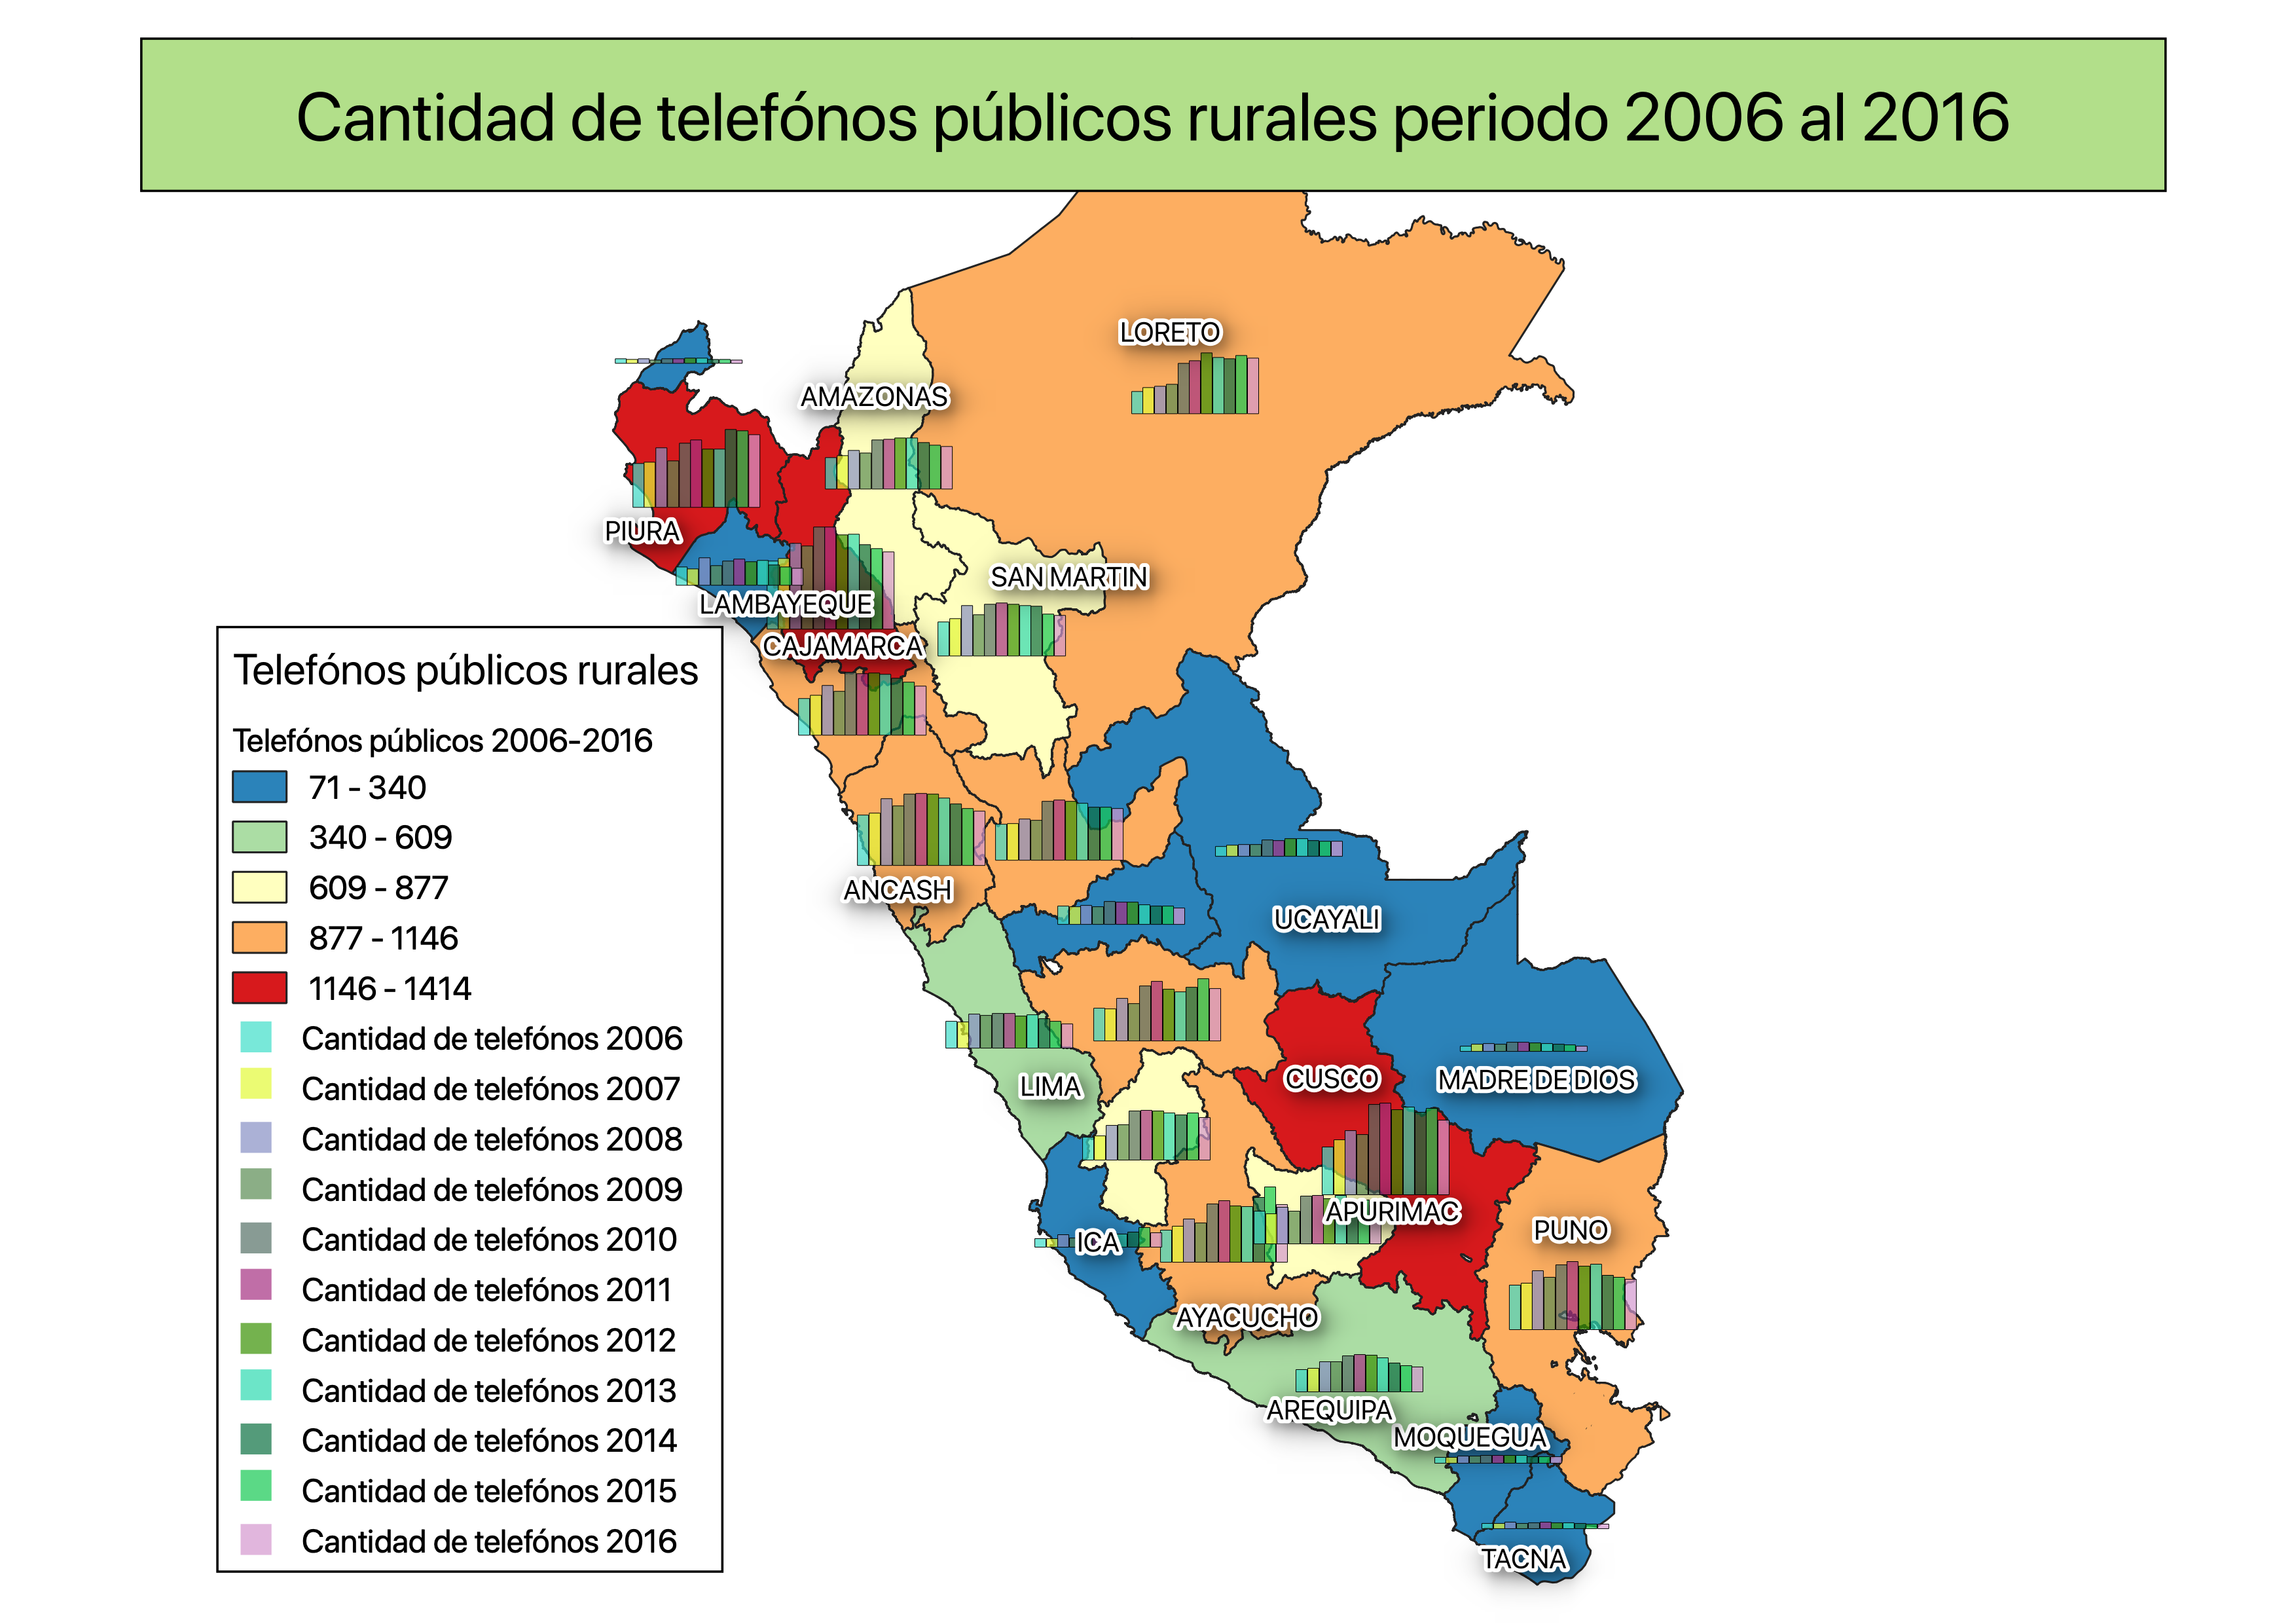 Cantidad de telefónos públicos rurales periodo 2006 al 2016
LORETO
AMAZONAS
PIURA
SAN MARTIN
LAMBAYEQUE
CAJAMARCA
ANCASH
UCAYALI
LIMA
CUSCO
MADRE DE DIOS
APURIMAC
PUNO
ICA
AYACUCHO
AREQUIPA
MOQUEGUA
TACNA
Telefónos públicos rurales
Telefónos públicos 2006-2016
71 - 340
340 - 609
609 - 877
877 - 1146
1146 - 1414
Cantidad de telefónos 2006
Cantidad de telefónos 2007
Cantidad de telefónos 2008
Cantidad de telefónos 2009
Cantidad de telefónos 2010
Cantidad de telefónos 2011
Cantidad de telefónos 2012
Cantidad de telefónos 2013
Cantidad de telefónos 2014
Cantidad de telefónos 2015
Cantidad de telefónos 2016